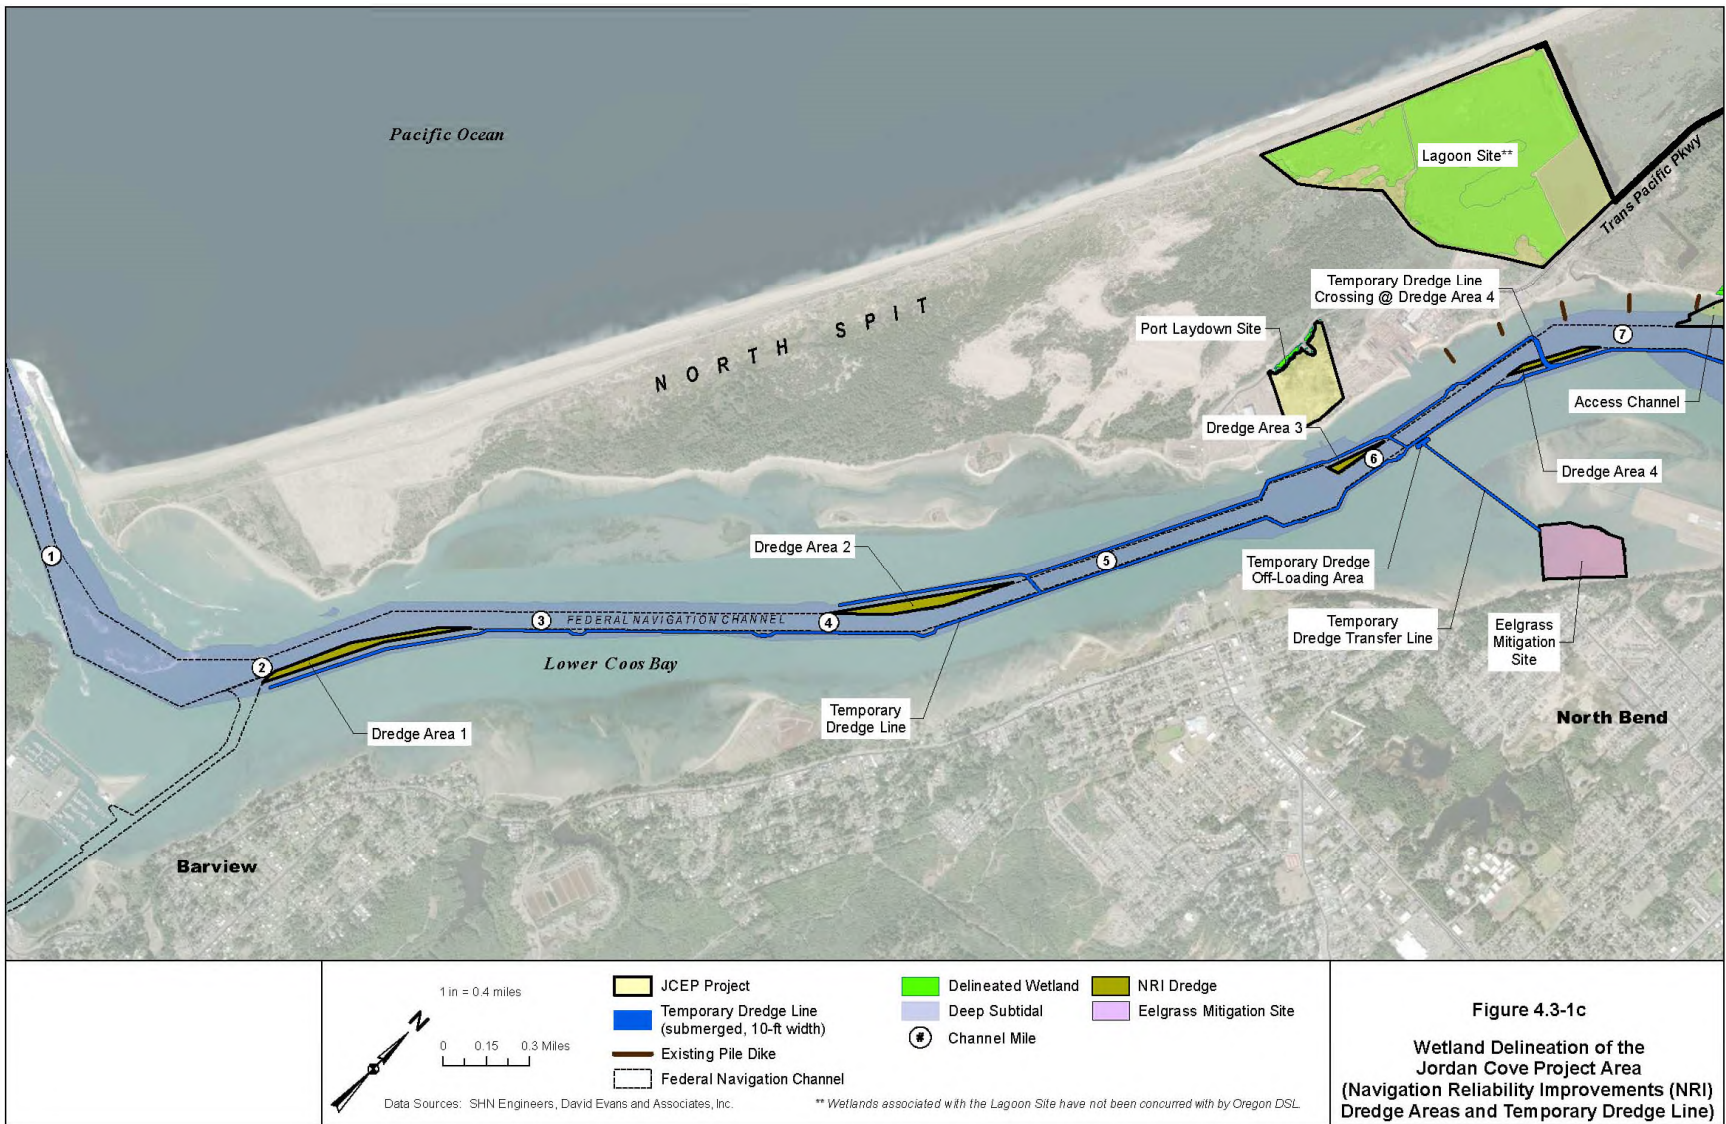 Pacific Ocean
Lagoon Site**
Trans Pacific Pkwy
Temporary Dredge Line
Crossing @ Dredge Area 4
Port Laydown Site
NORTH SPIT
7
Access Channel
Dredge Area 3
6
Dredge Area 4
1
Dredge Area 2
5
Temporary Dredge
Off-Loading Area
3
FEDERAL NAVIGATION CHANNEL
4
Temporary
Dredge Transfer Line
Eelgrass
Mitigation
Site
2
Lower Coos Bay
Temporary
Dredge Line
North Bend
Dredge Area 1
Barview
1 in = 0.4 miles
N
0 0.15 0.3 Miles
JCEP Project
Temporary Dredge Line
(submerged, 10-ft width)
Existing Pile Dike
Federal Navigation Channel
Delineated Wetland
Deep Subtidal
# Channel Mile
NRI Dredge
Eelgrass Mitigation Site
Data Sources: SHN Engineers, David Evans and Associates, Inc.
** Wetlands associated with the Lagoon Site have not been concurred with by Oregon DSL.
Figure 4.3-1c
Wetland Delineation of the
Jordan Cove Project Area
(Navigation Reliability Improvements (NRI)
Dredge Areas and Temporary Dredge Line)